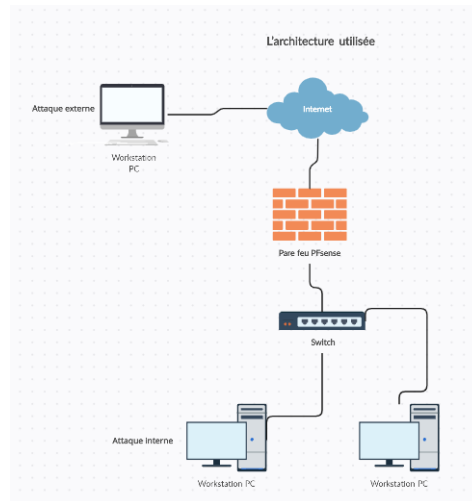 L'architecture utilisée
Internet
Attaque externe
Workstation
PC
Pare feu PFsense
Switch
Attaque Interne
Workstation PC
Workstation PC